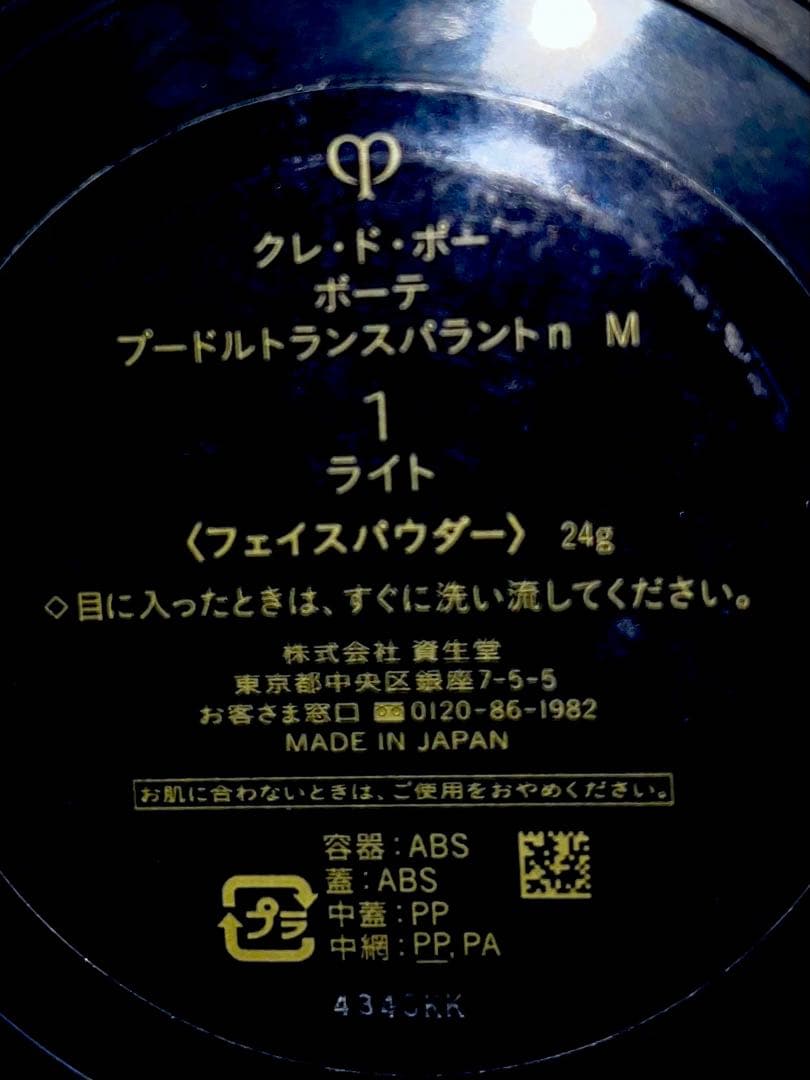 クレ・ド・ポー
ボーテ
プードルトランスパラントn M
1
ライト
〈フェイスパウダー〉 24g
◇目に入ったときは、すぐに洗い流してください。
株式会社 資生堂
東京都中央区銀座7-5-5
お客さま窓口 0120-86-1982
MADE IN JAPAN
お肌に合わないときは、ご使用をおやめください。
容器:ABS
蓋:ABS
中蓋:PP
中網:PP,PA
プラ